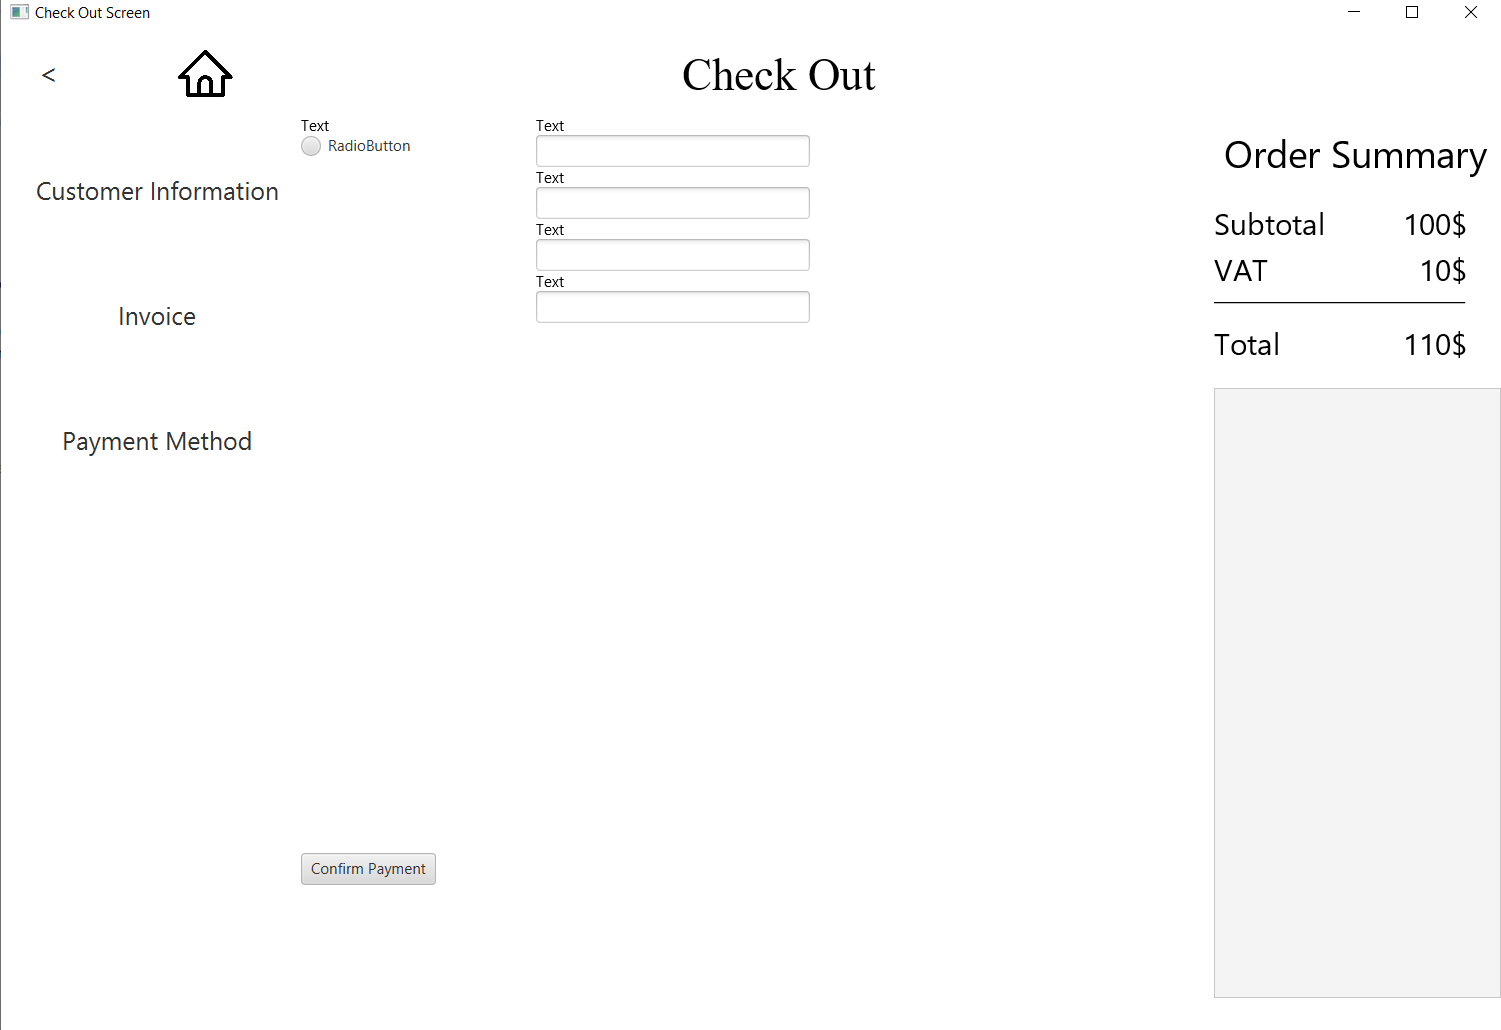 Check Out Screen
<
Check Out
Text
RadioButton
Customer Information
Invoice
Payment Method
Confirm Payment
Text
Text
Text
Text
Order Summary
Subtotal 100$
VAT 10$
Total 110$